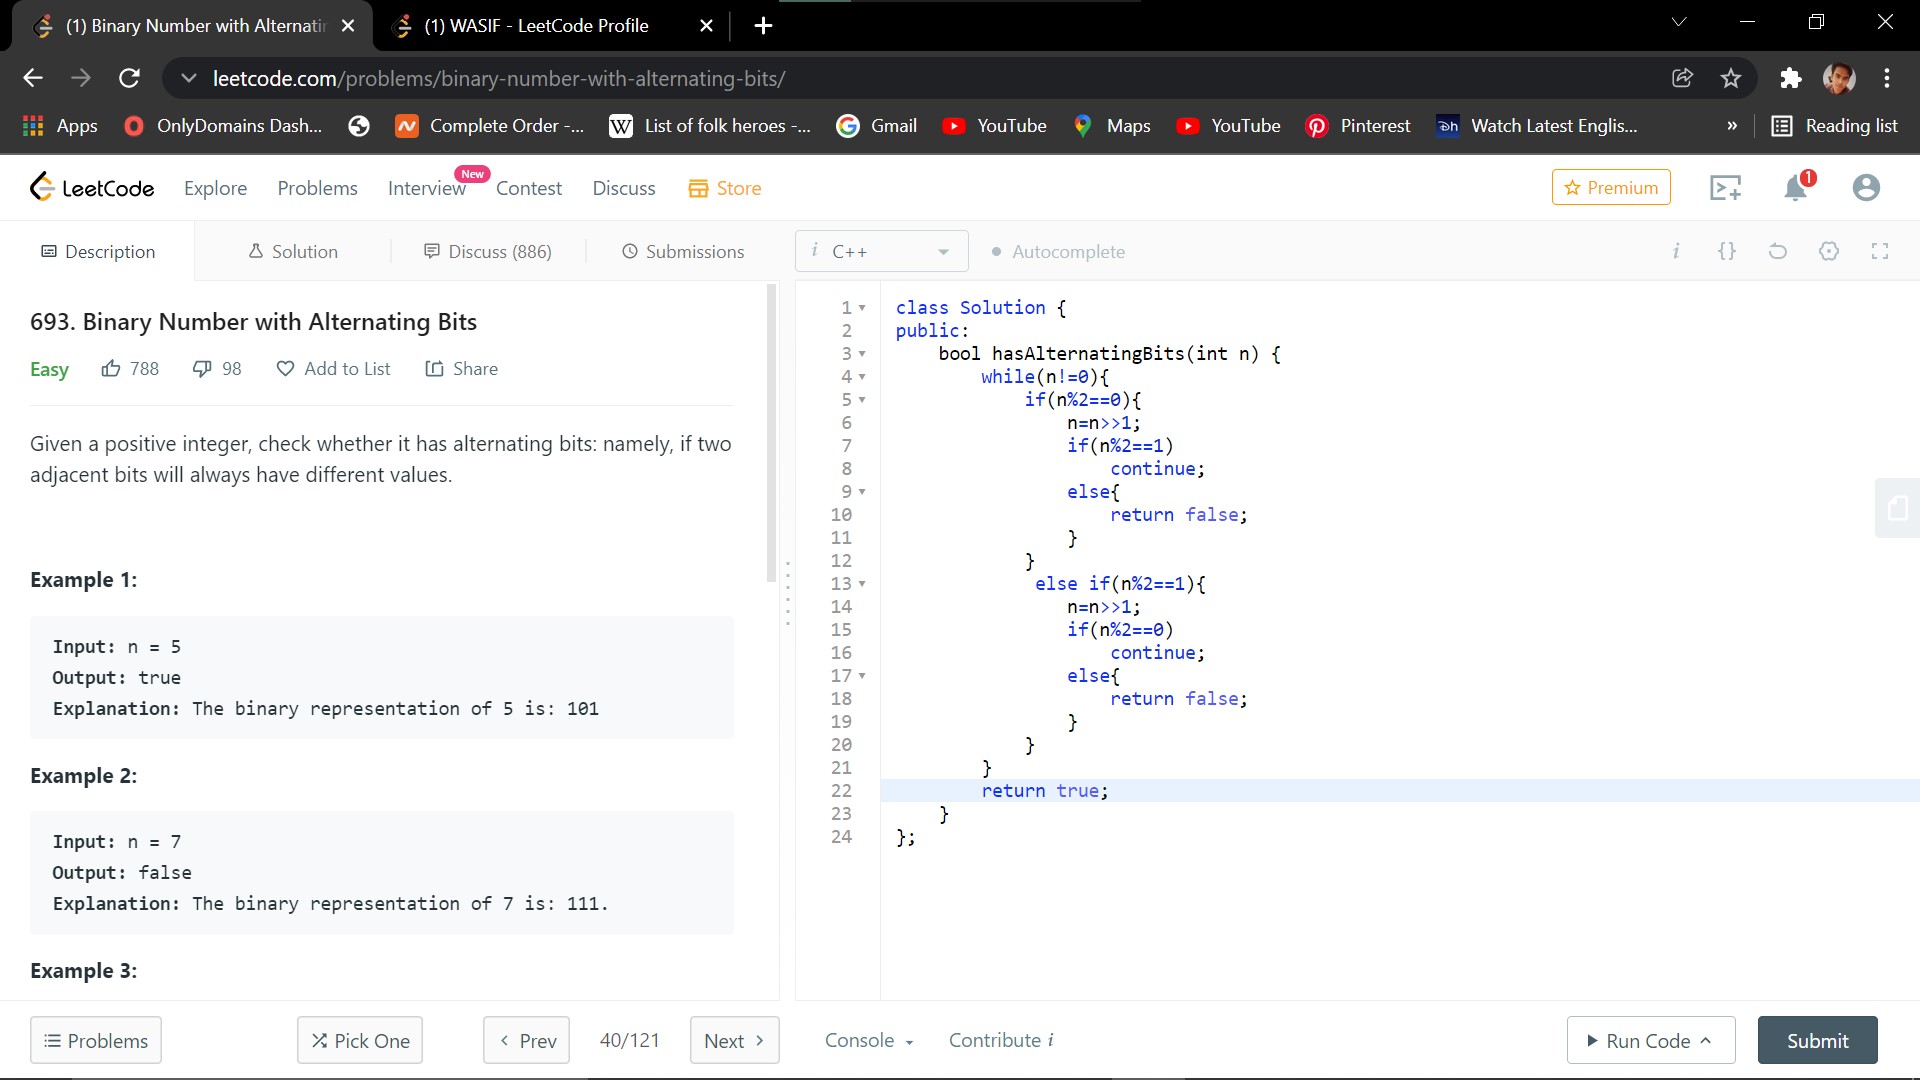 (1) Binary Number with Alternatin
(1) WASIF - LeetCode Profile
leetcode.com/problems/binary-number-with-alternating-bits/
Apps
OnlyDomains Dash...
Complete Order -...
W List of folk heroes -...
Gmail
YouTube
Maps
YouTube
Pinterest
Dh Watch Latest Englis...
»
Reading list
LeetCode
Explore
Problems
Interview New
Contest
Discuss
Store
Premium
1
Description
Solution
Discuss (886)
Submissions
i C++
Autocomplete
i {}
693. Binary Number with Alternating Bits
Easy 788 98 Add to List Share
Given a positive integer, check whether it has alternating bits: namely, if two
adjacent bits will always have different values.
Example 1:
Input: n = 5
Output: true
Explanation: The binary representation of 5 is: 101
Example 2:
Input: n = 7
Output: false
Explanation: The binary representation of 7 is: 111.
Example 3:
1 class Solution {
2 public:
3 bool hasAlternatingBits(int n) {
4 while(n!=0){
5 if(n%2==0){
6 n=n>>1;
7 if(n%2==1)
8 continue;
9 else{
10 return false;
11 }
12 }
13 else if(n%2==1){
14 n=n>>1;
15 if(n%2==0)
16 continue;
17 else{
18 return false;
19 }
20 }
21 }
22 return true;
23 }
24 };
Problems
Pick One
< Prev
40/121
Next >
Console
Contribute i
Run Code
Submit